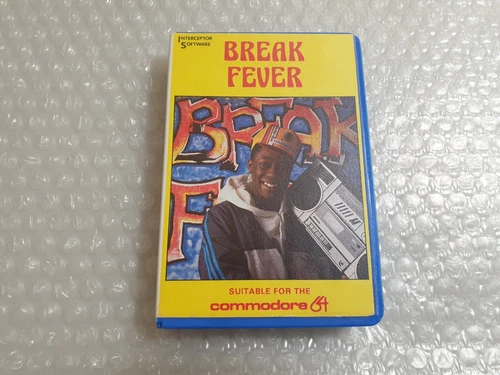 INTERCEPTOR
SOFTWARE
BREAK
FEVER
BREAK
F
SUITABLE FOR THE
commodore 64